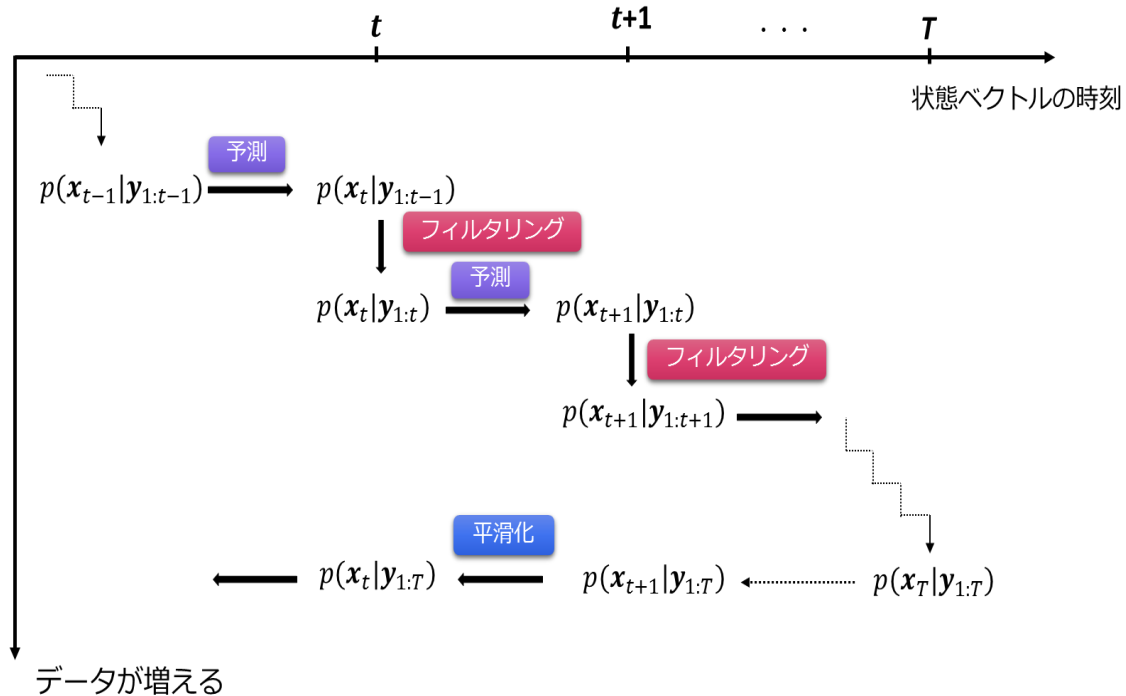 t t+1 . . . T
状態ベクトルの時刻
予測
p(x_{t−1}|y_{1:t−1}) p(x_t|y_{1:t−1})
フィルタリング
予測
p(x_t|y_{1:t}) p(x_{t+1}|y_{1:t})
フィルタリング
p(x_{t+1}|y_{1:t+1})
平滑化
p(x_t|y_{1:T}) p(x_{t+1}|y_{1:T}) p(x_T|y_{1:T})
データが増える